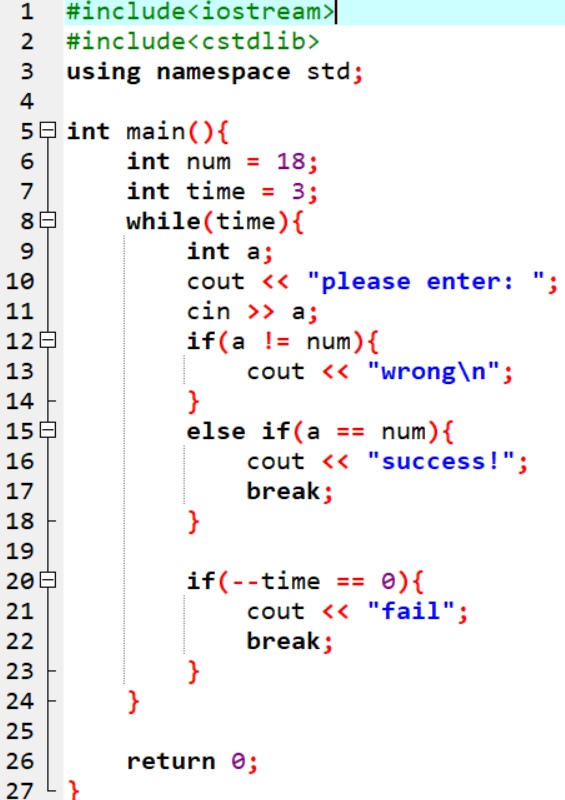 1 #include<iostream>
2 #include<cstdlib>
3 using namespace std;
4
5 int main(){
6     int num = 18;
7     int time = 3;
8     while(time){
9         int a;
10         cout << "please enter: ";
11         cin >> a;
12         if(a != num){
13             cout << "wrong\n";
14         }
15         else if(a == num){
16             cout << "success!";
17             break;
18         }
19
20         if(--time == 0){
21             cout << "fail";
22             break;
23         }
24     }
25
26     return 0;
27 }